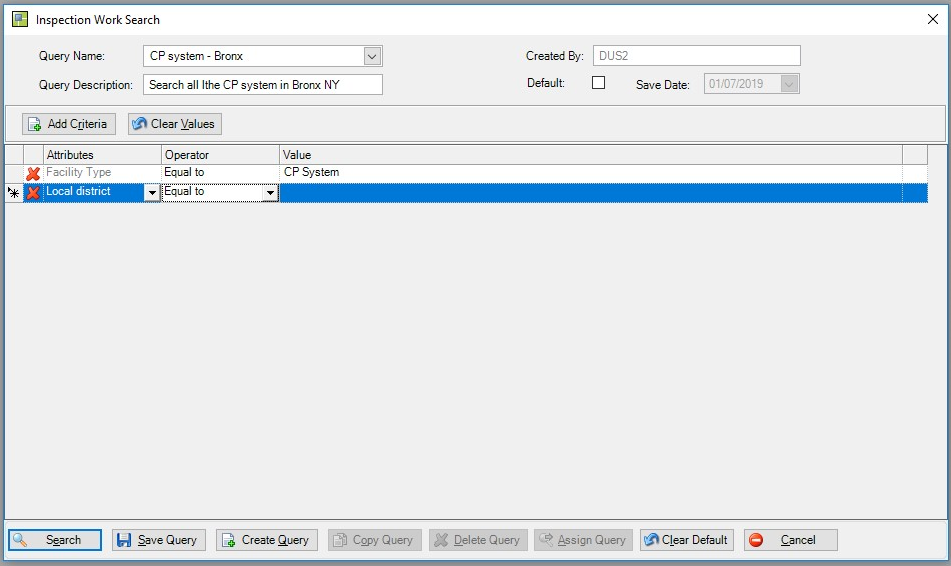 Inspection Work Search
Query Name: CP system - Bronx Created By: DUS2
Query Description: Search all lthe CP system in Bronx NY Default: Save Date: 01/07/2019
Add Criteria Clear Values
Attributes Operator Value
Facility Type Equal to CP System
Local district Equal to
Search Save Query Create Query Copy Query Delete Query Assign Query Clear Default Cancel